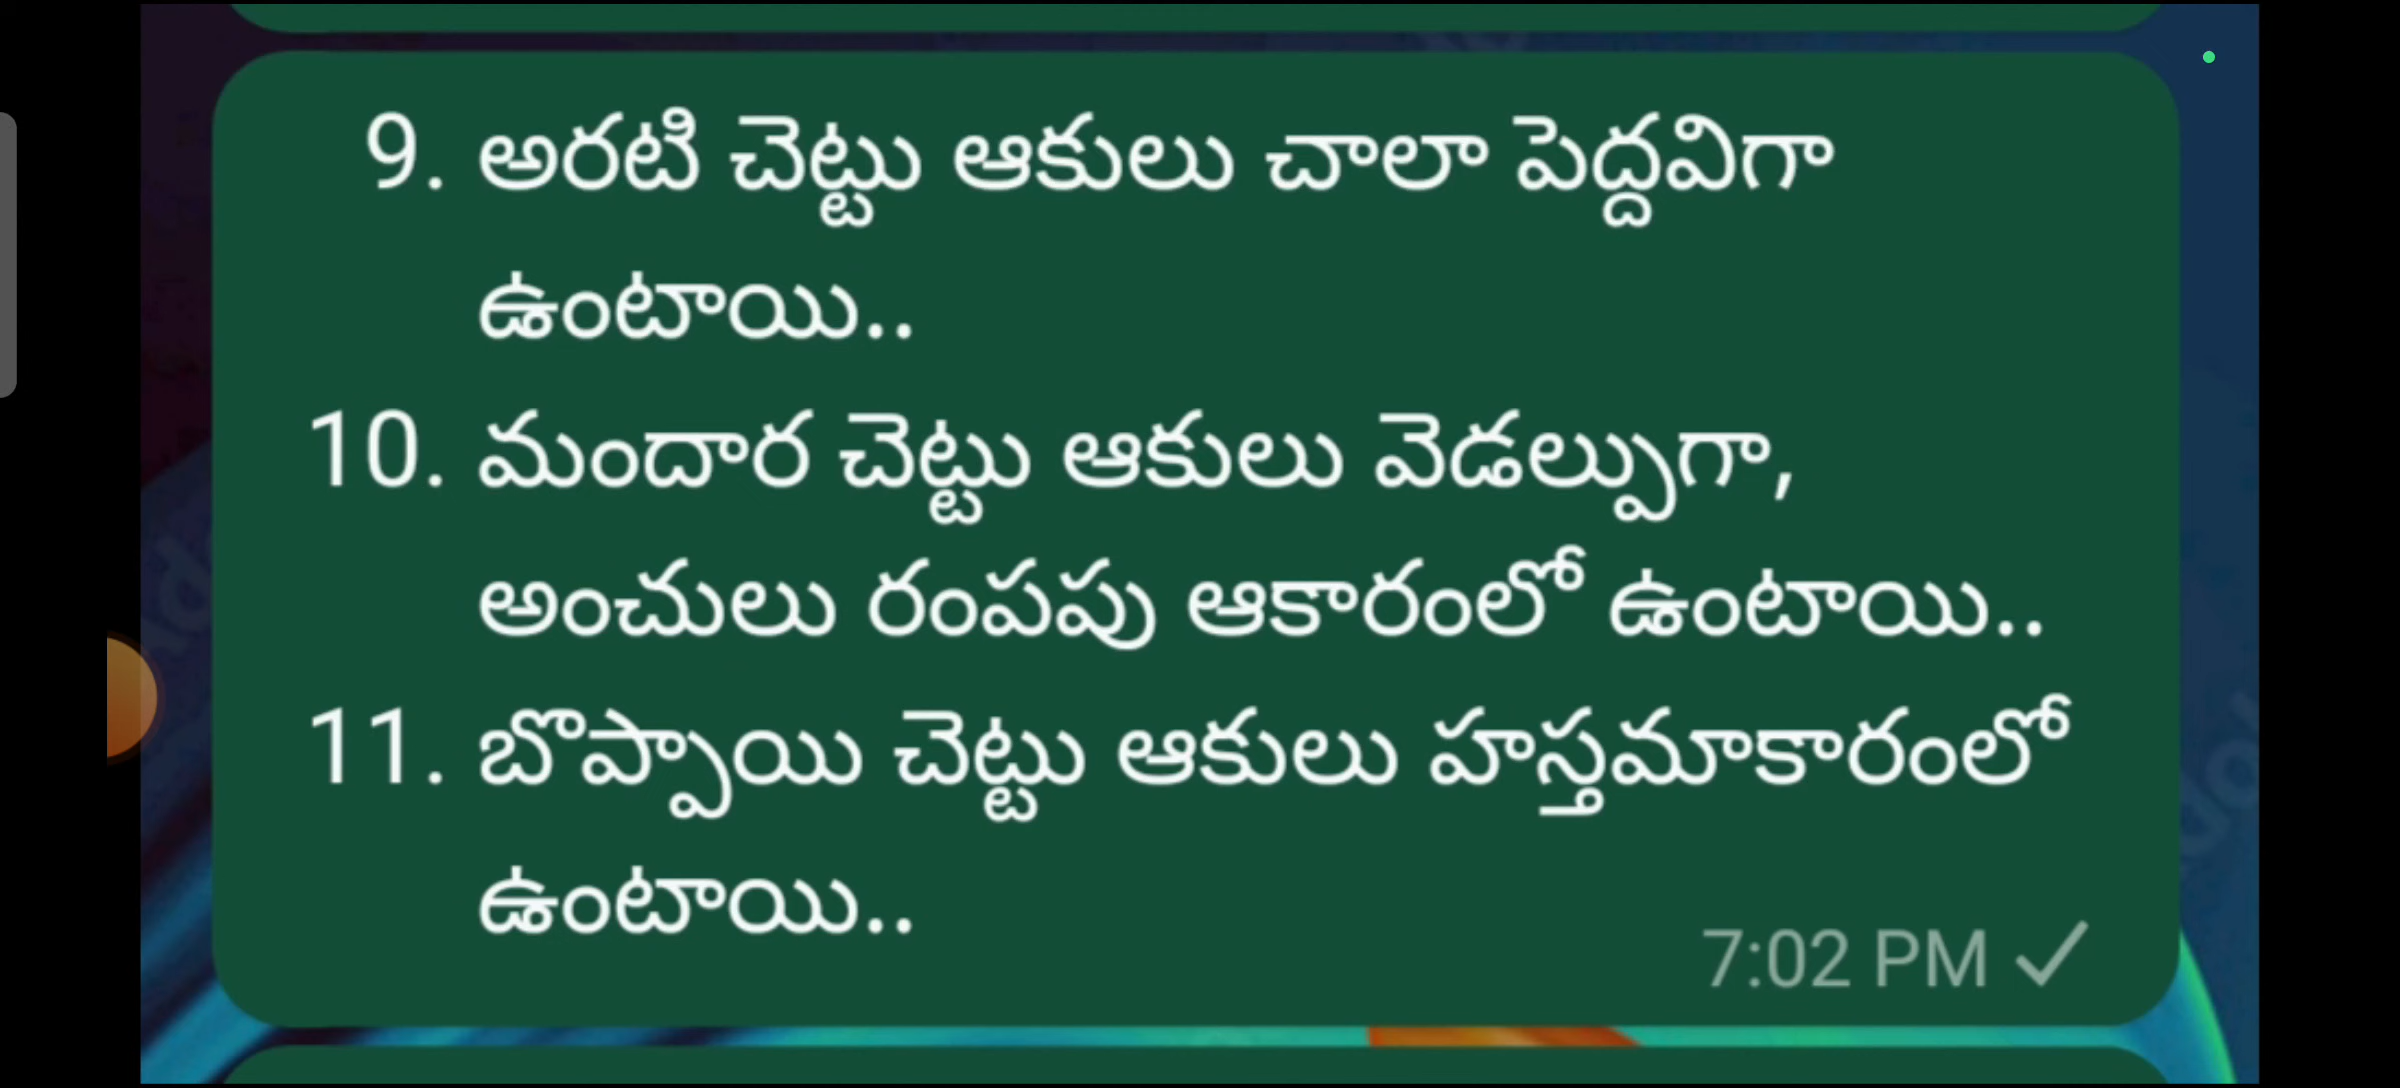 9. అరటి చెట్టు ఆకులు చాలా పెద్దవిగా
ఉంటాయి..
10. మందార చెట్టు ఆకులు వెడల్పుగా,
అంచులు రంపపు ఆకారంలో ఉంటాయి..
11. బొప్పాయి చెట్టు ఆకులు హస్తమాకారంలో
ఉంటాయి..
7:02 PM